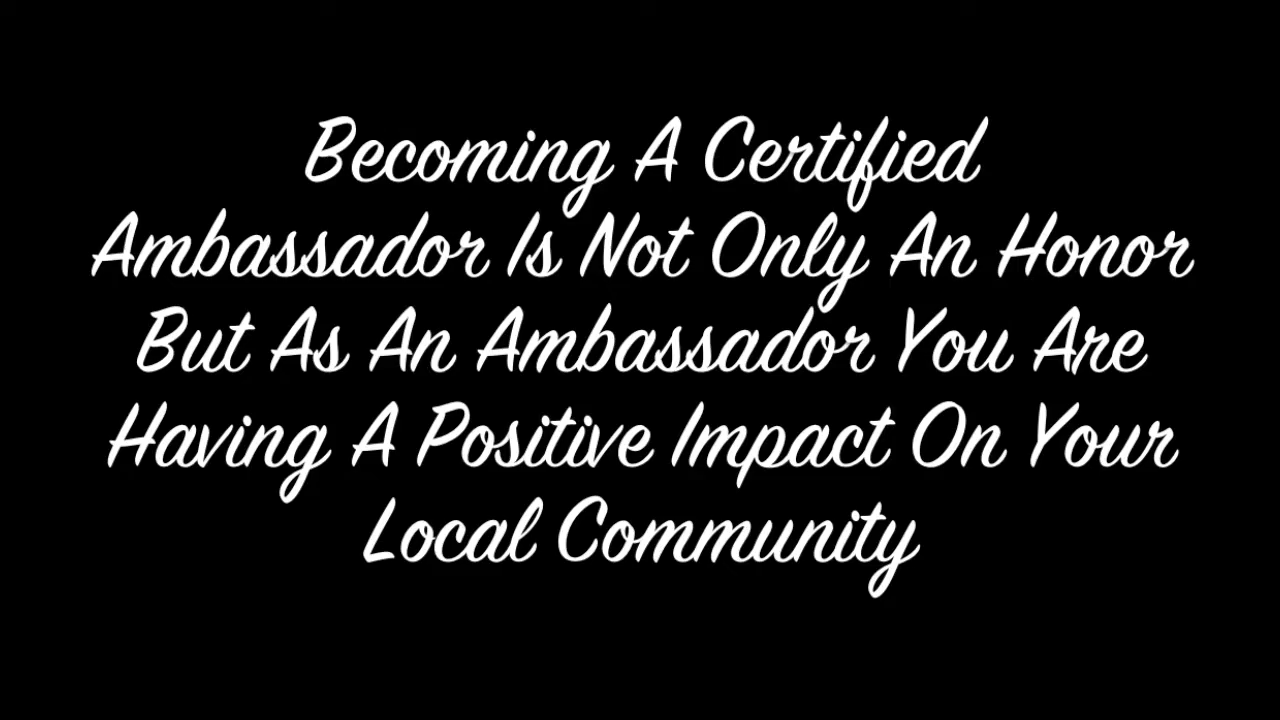 Becoming A Certified
Ambassador Is Not Only An Honor
But As An Ambassador You Are
Having A Positive Impact On Your
Local Community